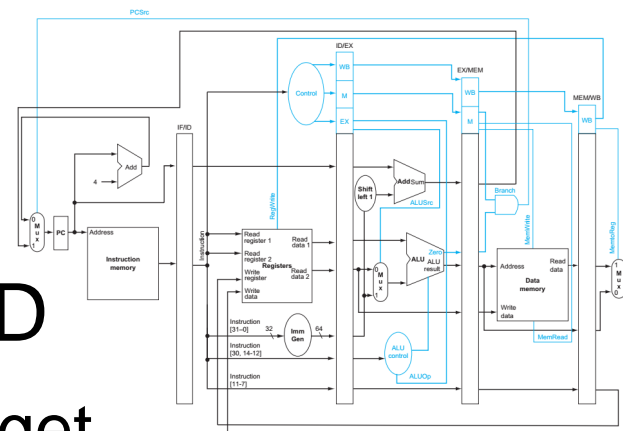 PCSrc
ID/EX
WB
EX/MEM
Control
M
WB
MEM/WB
EX
M
WB
IF/ID
Add
4
Add Sum
Shift
left 1
Branch
ALUSrc
RegWrite
MemWrite
MemtoReg
0
M
u
x
1
PC
Address
Instruction
memory
Instruction
Read
register 1
Read
data 1
Read
register 2
Registers
Write
register
Read
data 2
Write
data
Zero
ALU
ALU
result
0
M
u
x
1
Address
Read
data
Data
memory
Write
data
1
M
u
x
0
Instruction
[31–0]
32
Imm
Gen
64
MemRead
Instruction
[30, 14-12]
ALU
control
Instruction
[11-7]
ALUOp
D
get